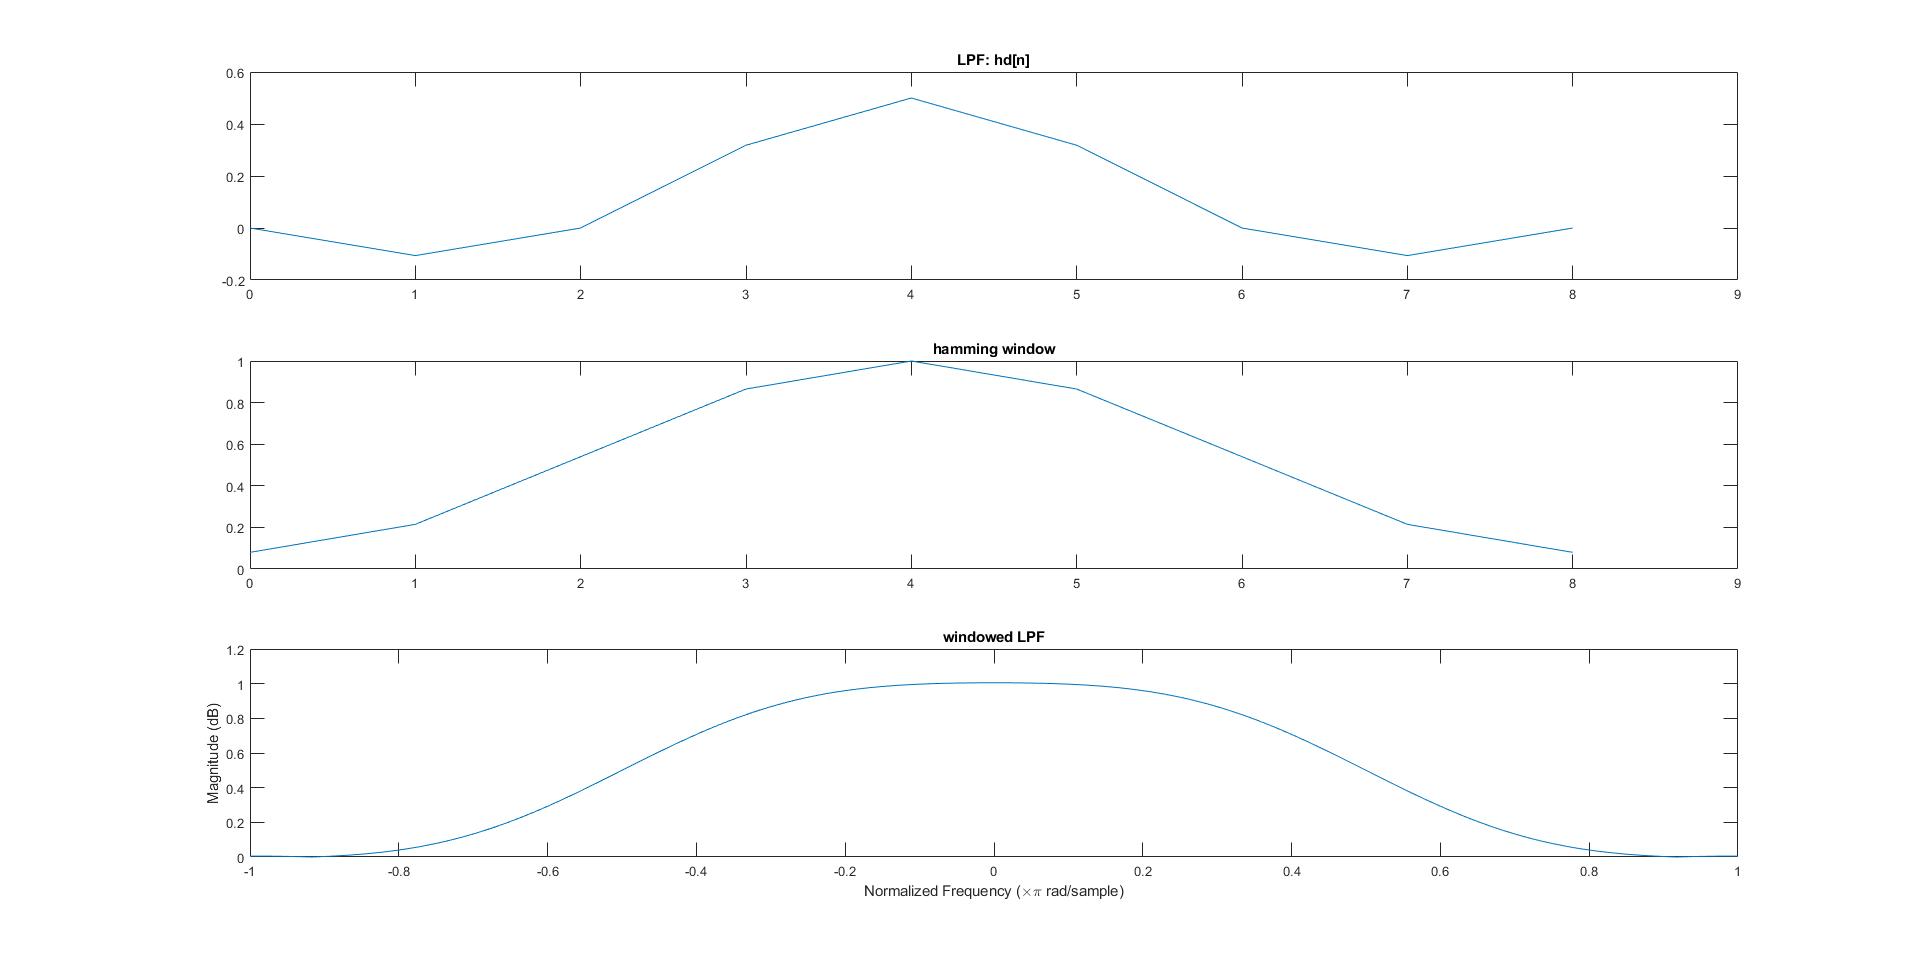 LPF: hd[n]
0.6
0.4
0.2
0
-0.2
0 1 2 3 4 5 6 7 8 9
hamming window
1
0.8
0.6
0.4
0.2
0
0 1 2 3 4 5 6 7 8 9
windowed LPF
Magnitude (dB)
1.2
1
0.8
0.6
0.4
0.2
0
-1 -0.8 -0.6 -0.4 -0.2 0 0.2 0.4 0.6 0.8 1
Normalized Frequency (×π rad/sample)